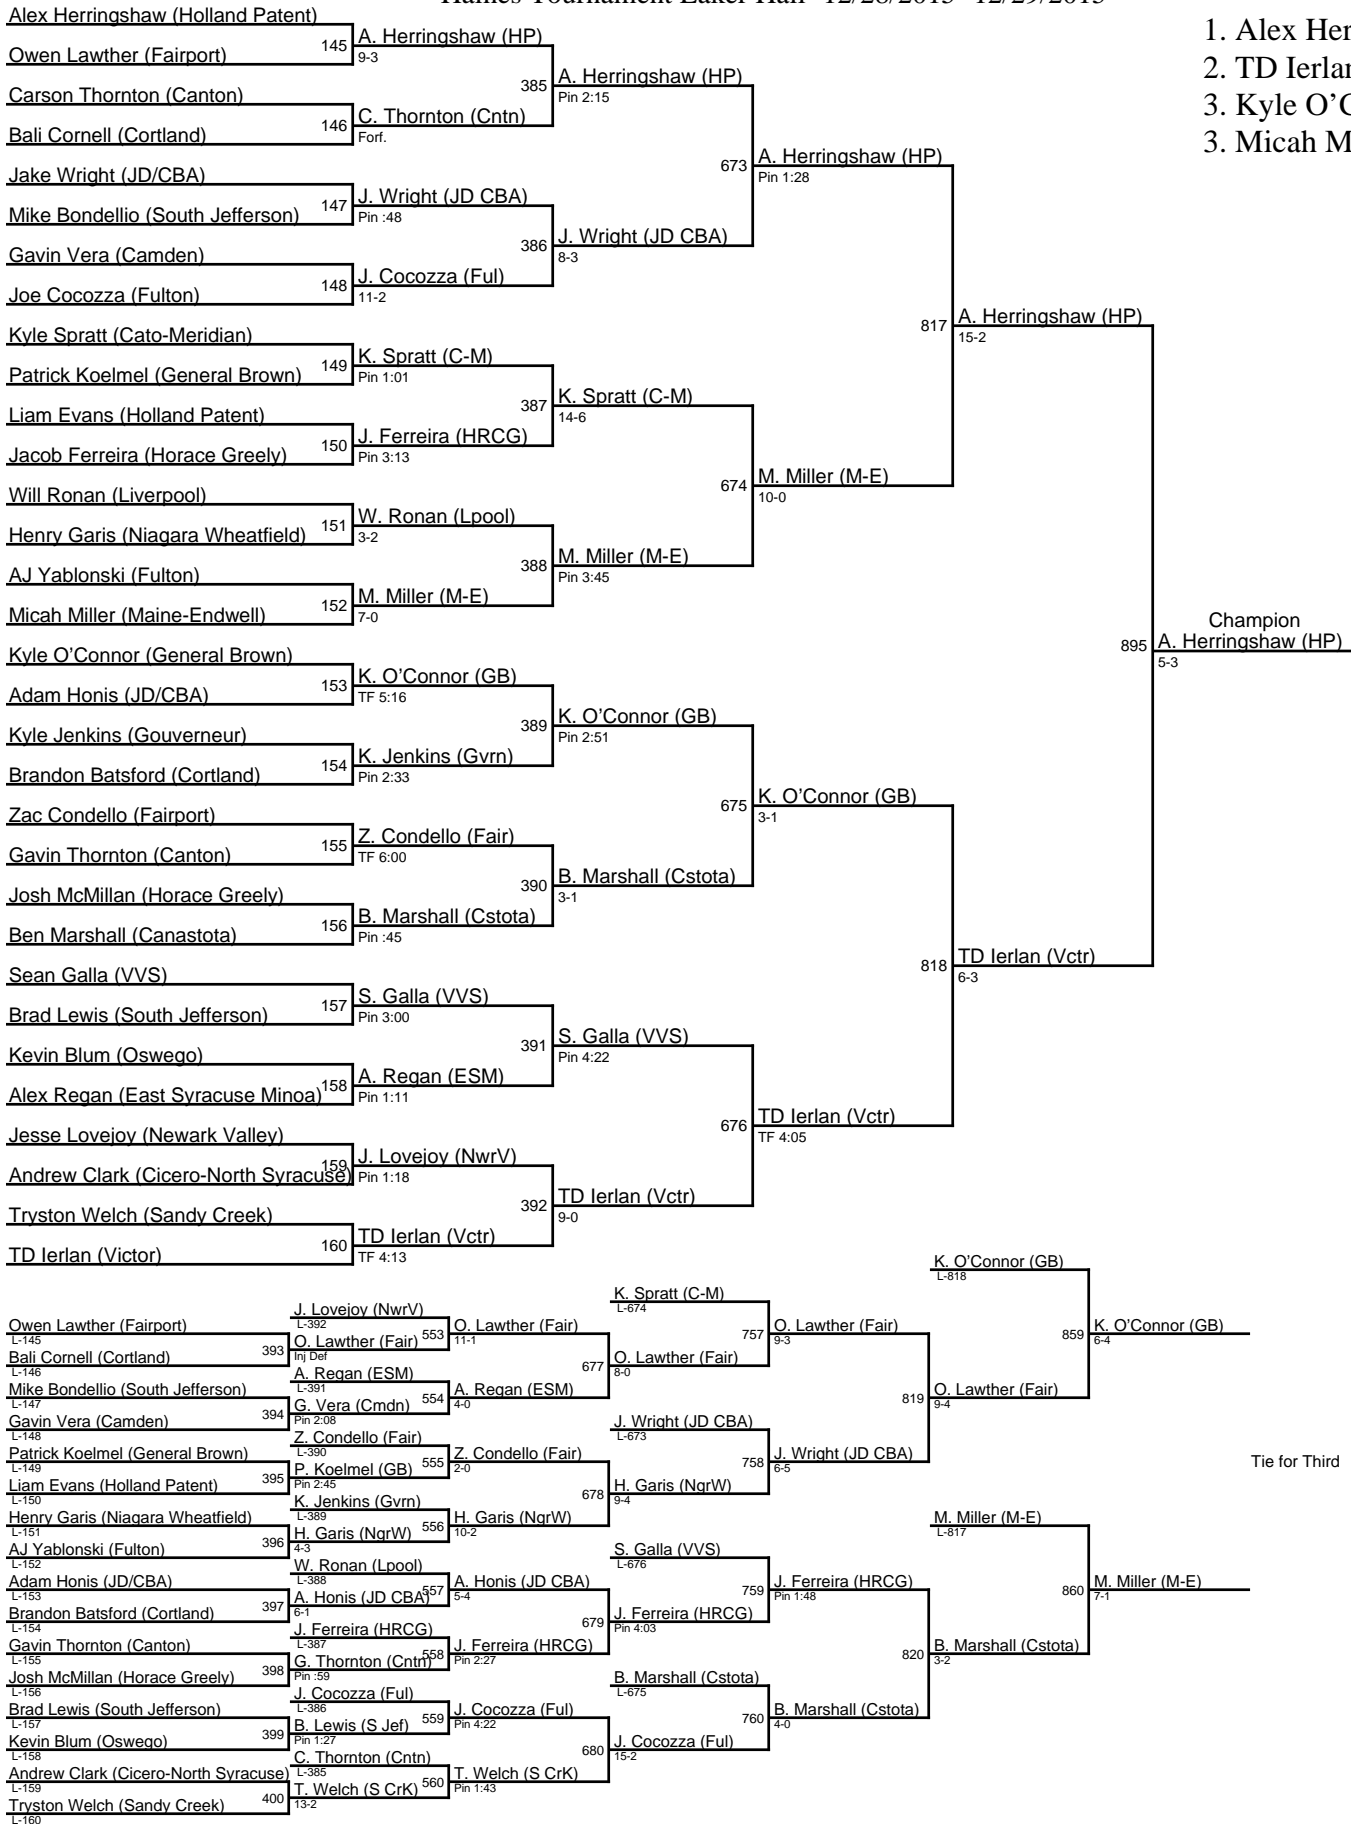 1. Alex
2. TD
3. Kyle
3. Micah
Alex Herringshaw (Holland Patent)
Owen Lawther (Fairport)
Carson Thornton (Canton)
Bali Cornell (Cortland)
Jake Wright (JD/CBA)
Mike Bondellio (South Jefferson)
Gavin Vera (Camden)
Joe Cocozza (Fulton)
Kyle Spratt (Cato-Meridian)
Patrick Koelmel (General Brown)
Liam Evans (Holland Patent)
Jacob Ferreira (Horace Greely)
Will Ronan (Liverpool)
Henry Garis (Niagara Wheatfield)
AJ Yablonski (Fulton)
Micah Miller (Maine-Endwell)
Kyle O’Connor (General Brown)
Adam Honis (JD/CBA)
Kyle Jenkins (Gouverneur)
Brandon Batsford (Cortland)
Zac Condello (Fairport)
Gavin Thornton (Canton)
Josh McMillan (Horace Greely)
Ben Marshall (Canastota)
Sean Galla (VVS)
Brad Lewis (South Jefferson)
Kevin Blum (Oswego)
Alex Regan (East Syracuse Minoa)
Jesse Lovejoy (Newark Valley)
Andrew Clark (Cicero-North Syracuse)
Tryston Welch (Sandy Creek)
TD Ierlan (Victor)
145 A. Herringshaw (HP)
9-3
146 C. Thornton (Cntn)
Forf.
147 J. Wright (JD CBA)
Pin :48
148 J. Cocozza (Ful)
11-2
149 K. Spratt (C-M)
Pin 1:01
150 J. Ferreira (HRCG)
Pin 3:13
151 W. Ronan (Lpool)
3-2
152 M. Miller (M-E)
7-0
153 K. O’Connor (GB)
TF 5:16
154 K. Jenkins (Gvrn)
Pin 2:33
155 Z. Condello (Fair)
TF 6:00
156 B. Marshall (Cstota)
Pin :45
157 S. Galla (VVS)
Pin 3:00
158 A. Regan (ESM)
Pin 1:11
159 J. Lovejoy (NwrV)
Pin 1:18
160 TD Ierlan (Vctr)
TF 4:13
385 A. Herringshaw (HP)
Pin 2:15
386 J. Wright (JD CBA)
8-3
387 K. Spratt (C-M)
14-6
388 M. Miller (M-E)
Pin 3:45
389 K. O’Connor (GB)
Pin 2:51
390 B. Marshall (Cstota)
3-1
391 S. Galla (VVS)
Pin 4:22
392 TD Ierlan (Vctr)
9-0
673 A. Herringshaw (HP)
Pin 1:28
674 M. Miller (M-E)
10-0
675 K. O’Connor (GB)
3-1
676 TD Ierlan (Vctr)
TF 4:05
817 A. Herringshaw (HP)
15-2
818 TD Ierlan (Vctr)
6-3
Champion
895 A. Herringshaw (HP)
5-3
Owen Lawther (Fairport)
L-145
Bali Cornell (Cortland)
L-146
Mike Bondellio (South Jefferson)
L-147
Gavin Vera (Camden)
L-148
Patrick Koelmel (General Brown)
L-149
Liam Evans (Holland Patent)
L-150
Henry Garis (Niagara Wheatfield)
L-151
AJ Yablonski (Fulton)
L-152
Adam Honis (JD/CBA)
L-153
Brandon Batsford (Cortland)
L-154
Gavin Thornton (Canton)
L-155
Josh McMillan (Horace Greely)
L-156
Brad Lewis (South Jefferson)
L-157
Kevin Blum (Oswego)
L-158
Andrew Clark (Cicero-North Syracuse)
L-159
Tryston Welch (Sandy Creek)
L-160
J. Lovejoy (NwrV)
L-392
393 O. Lawther (Fair)
Inj Def
A. Regan (ESM)
L-391
394 G. Vera (Cmdn)
Pin 2:08
Z. Condello (Fair)
L-390
395 P. Koelmel (GB)
Pin 2:45
K. Jenkins (Gvrn)
L-389
396 H. Garis (NgrW)
4-3
W. Ronan (Lpool)
L-388
397 A. Honis (JD CBA)
6-1
J. Ferreira (HRCG)
L-387
398 G. Thornton (Cntn)
Pin :59
J. Cocozza (Ful)
L-386
399 B. Lewis (S Jef)
Pin 1:27
C. Thornton (Cntn)
L-385
400 T. Welch (S CrK)
13-2
553 O. Lawther (Fair)
11-1
554 A. Regan (ESM)
4-0
555 Z. Condello (Fair)
2-0
556 H. Garis (NgrW)
10-2
557 A. Honis (JD CBA)
5-4
558 J. Ferreira (HRCG)
Pin 2:27
559 J. Cocozza (Ful)
Pin 4:22
560 T. Welch (S CrK)
Pin 1:43
K. Spratt (C-M)
L-674
677 O. Lawther (Fair)
8-0
J. Wright (JD CBA)
L-673
678 H. Garis (NgrW)
9-4
S. Galla (VVS)
L-676
679 J. Ferreira (HRCG)
Pin 4:03
B. Marshall (Cstota)
L-675
680 J. Cocozza (Ful)
15-2
757 O. Lawther (Fair)
9-3
758 J. Wright (JD CBA)
6-5
759 J. Ferreira (HRCG)
Pin 1:48
760 B. Marshall (Cstota)
4-0
K. O’Connor (GB)
L-818
819 O. Lawther (Fair)
9-4
M. Miller (M-E)
L-817
820 B. Marshall (Cstota)
3-2
859 K. O’Connor (GB)
6-4
860 M. Miller (M-E)
7-1
Tie for Third